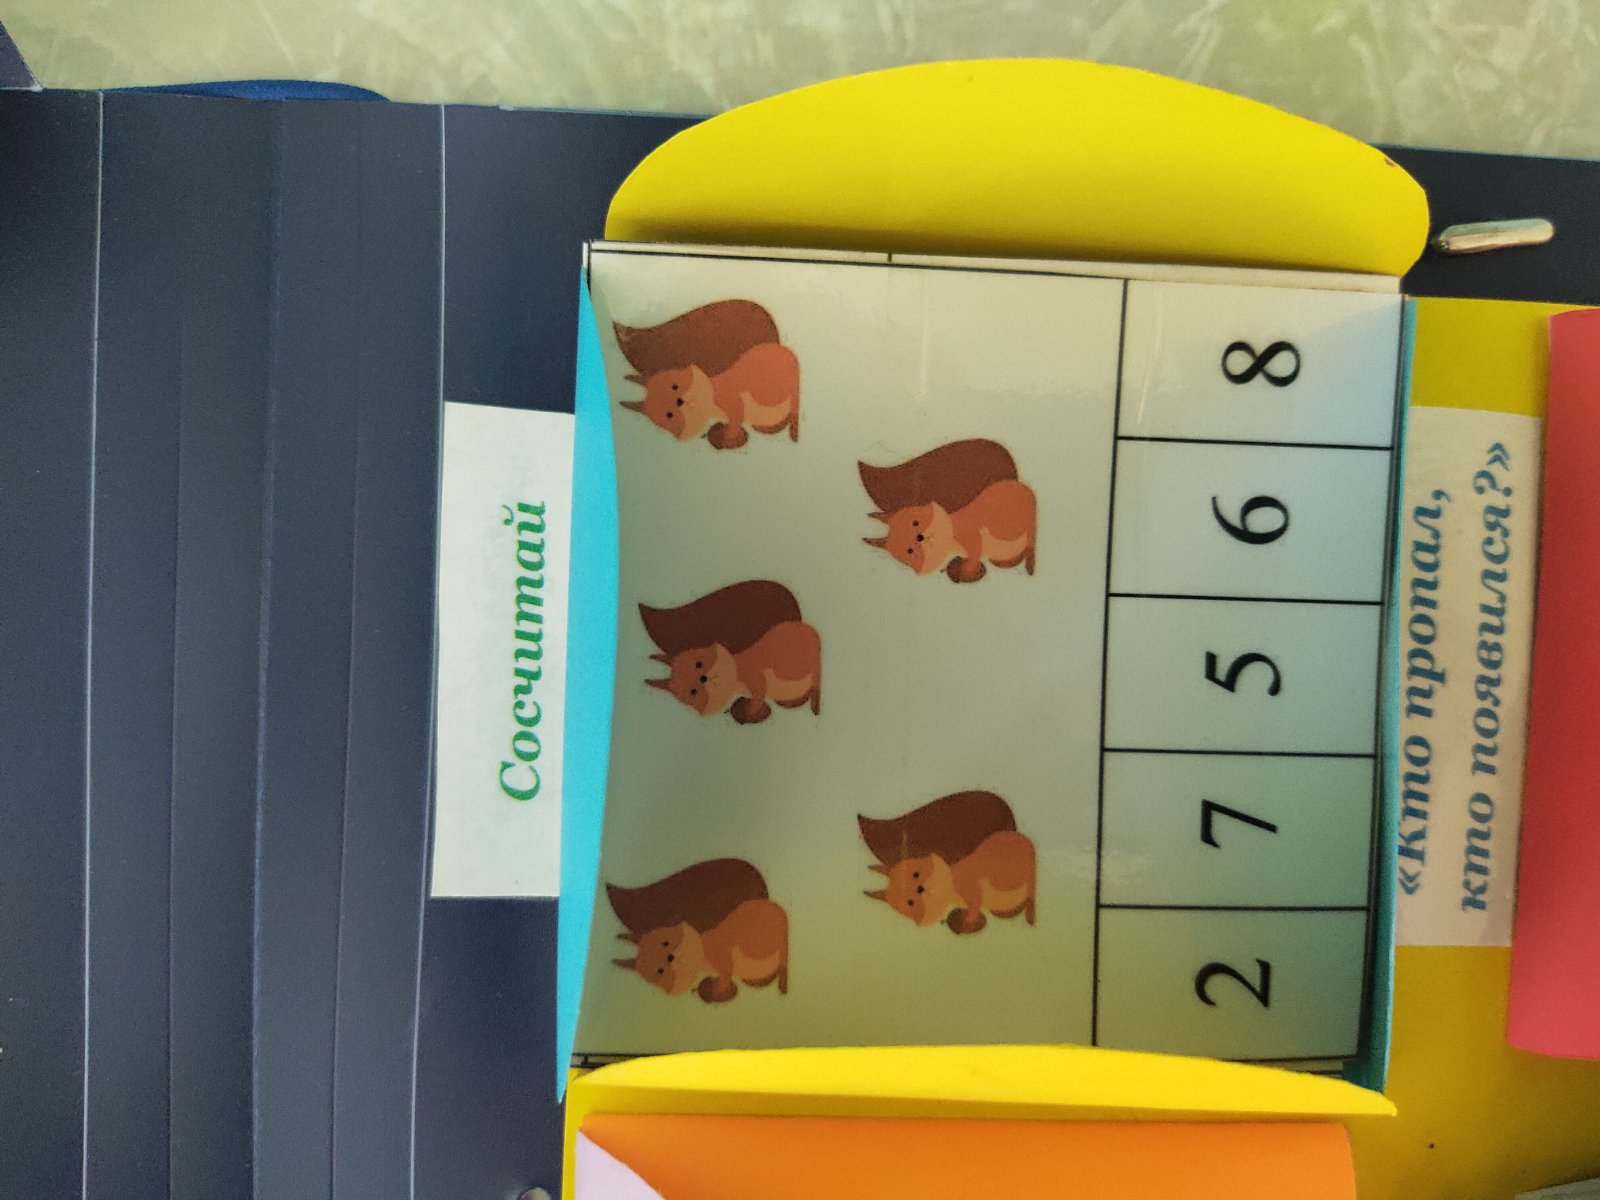 Сосчитай
2 7 5 6 8
«Кто пропал,
кто появился?»